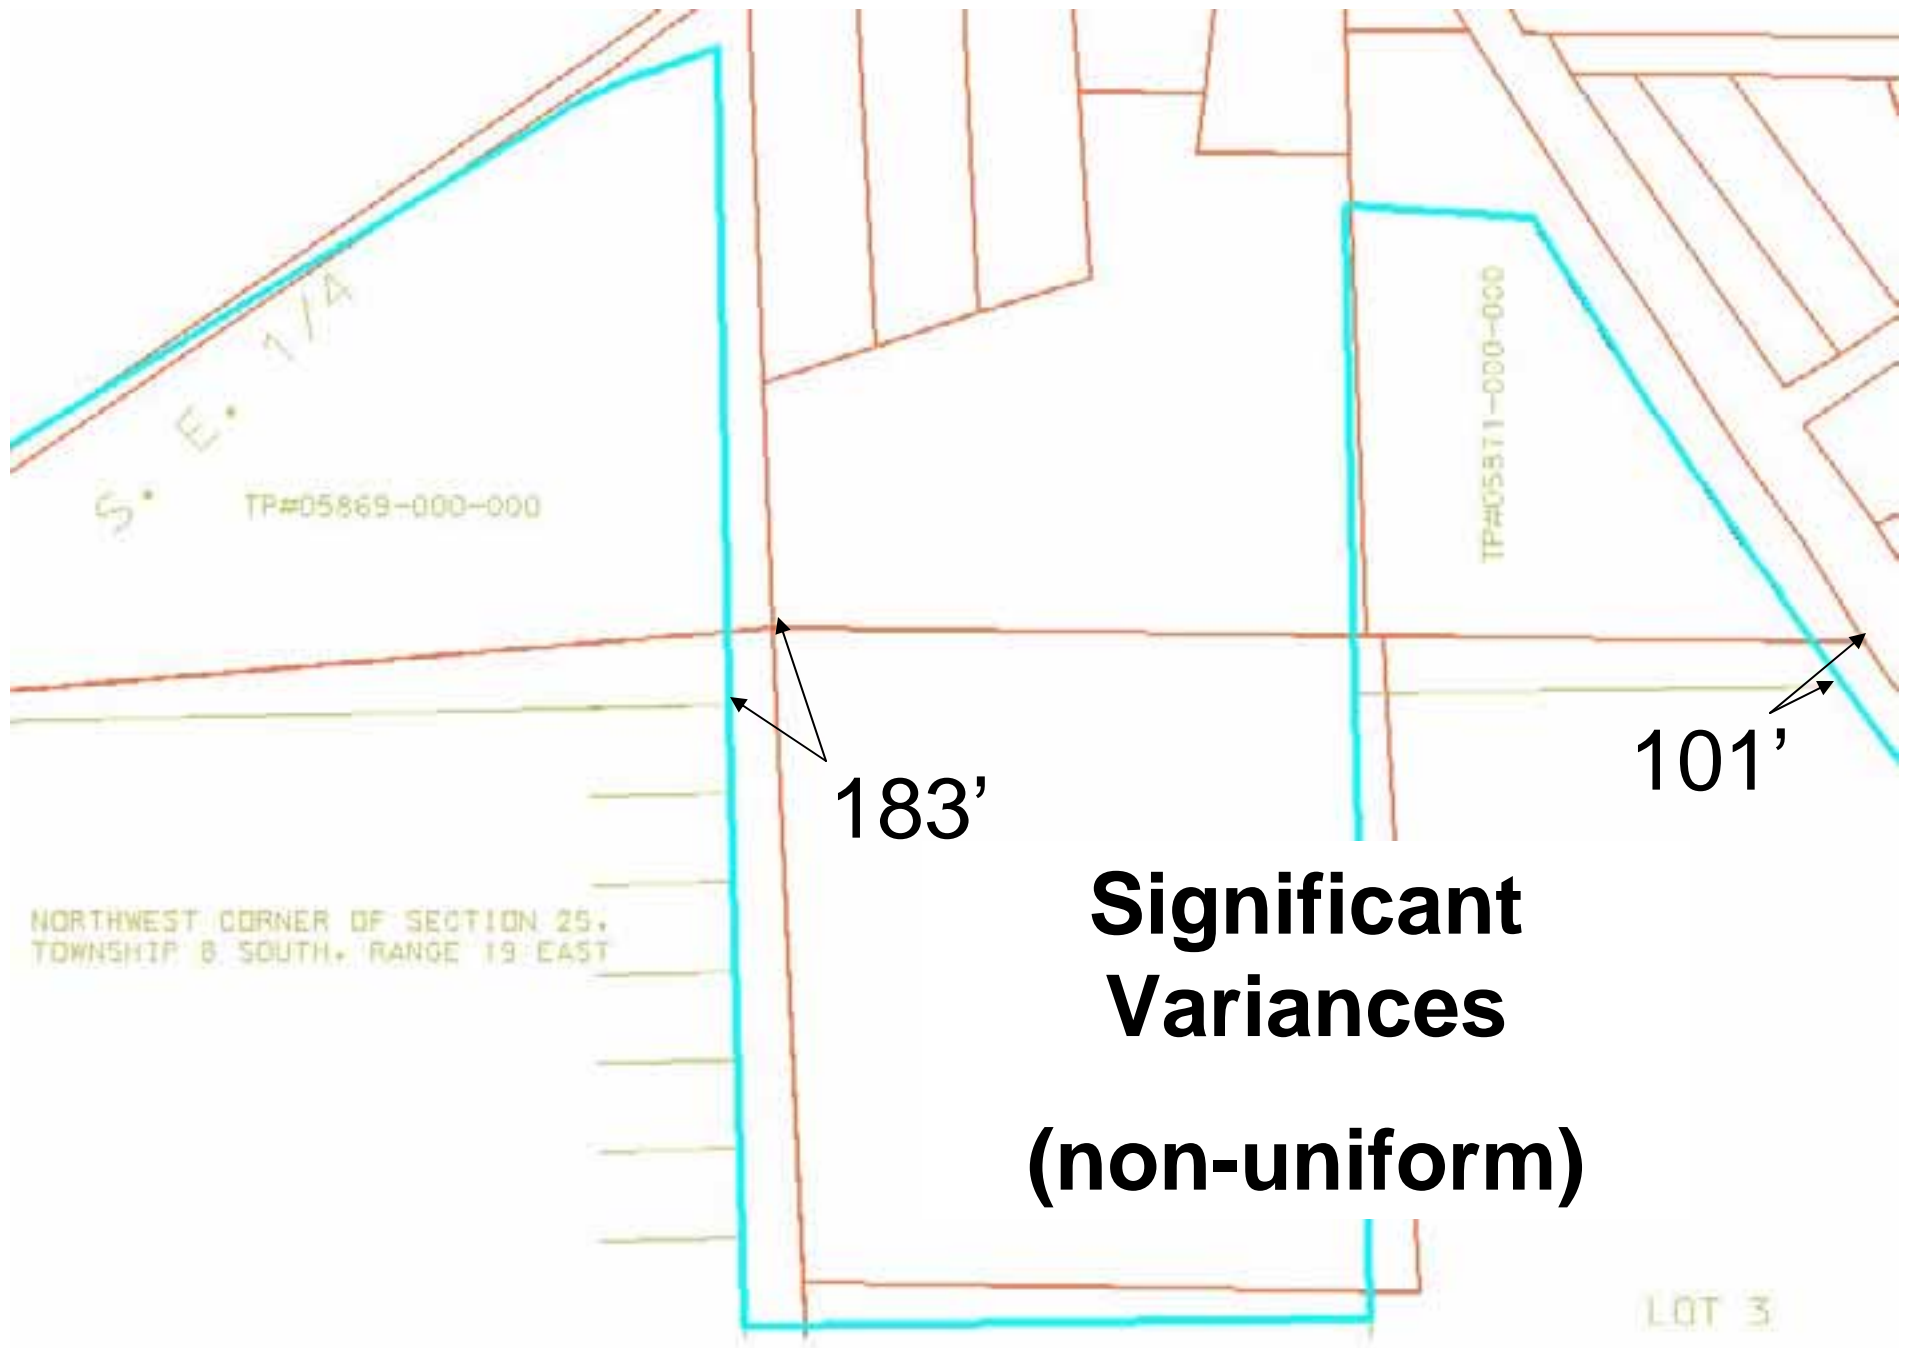 S. E. 1/4
TP#05869-000-000
TP#05871-000-000
183’
101’
NORTHWEST CORNER OF SECTION 25,
TOWNSHIP 8 SOUTH, RANGE 19 EAST
Significant
Variances
(non-uniform)
LOT 3